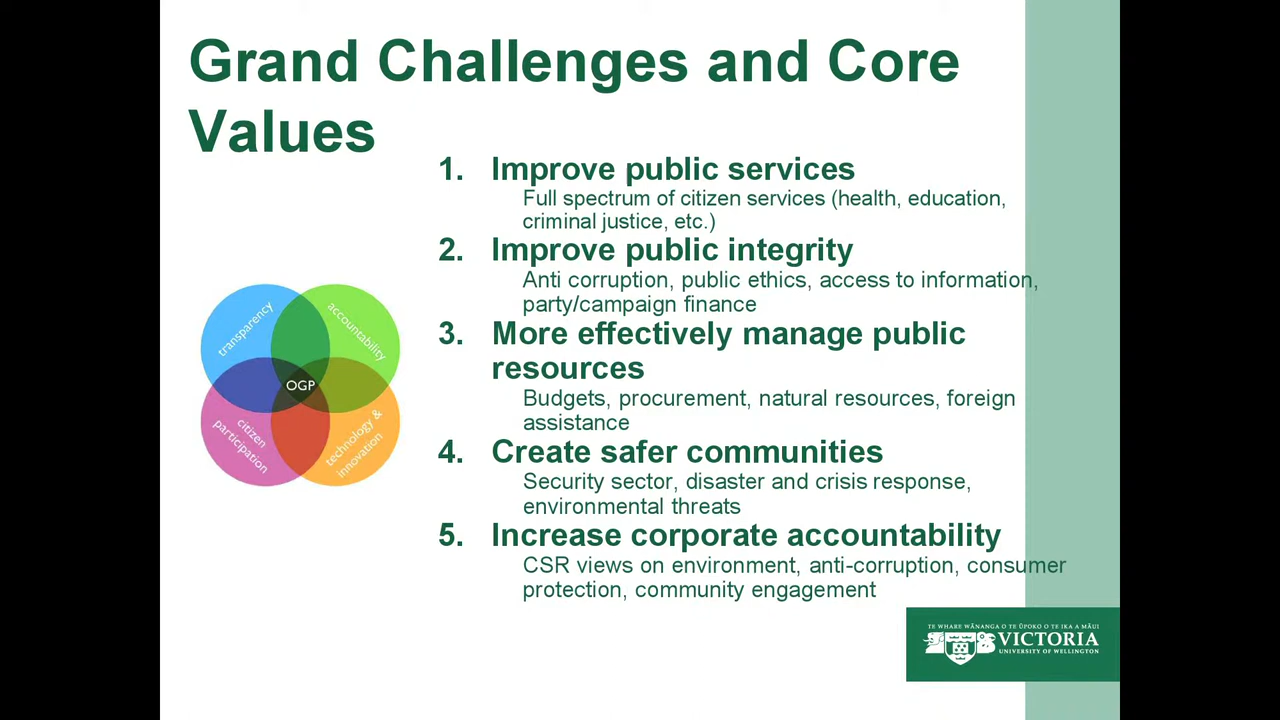 Grand Challenges and Core
Values
1. Improve public services
Full spectrum of citizen services (health, education,
criminal justice, etc.)
2. Improve public integrity
Anti corruption, public ethics, access to information,
party/campaign finance
3. More effectively manage public
resources
Budgets, procurement, natural resources, foreign
assistance
4. Create safer communities
Security sector, disaster and crisis response,
environmental threats
5. Increase corporate accountability
CSR views on environment, anti-corruption, consumer
protection, community engagement
transparency
accountability
OGP
citizen
participation
technology &
innovation
TE WHARE WĀNANGA O TE ŪPOKO O TE IKA A MĀUI
VICTORIA
UNIVERSITY OF WELLINGTON